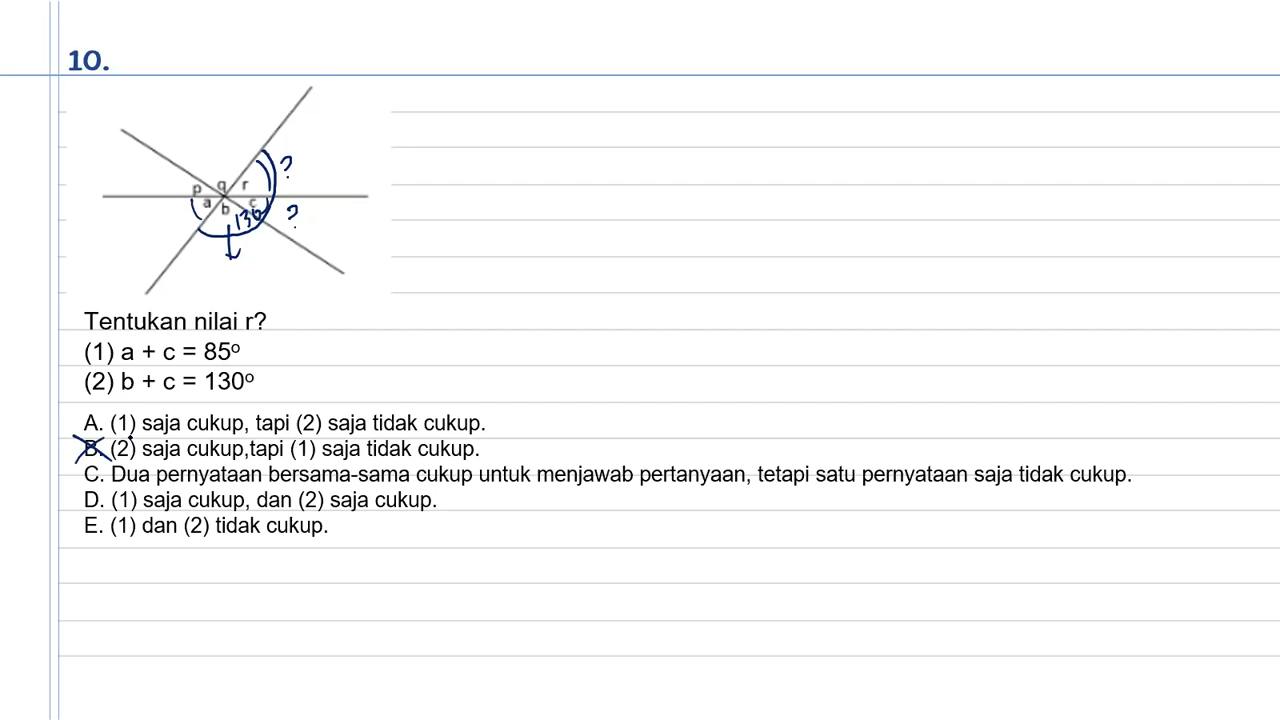 10.
q ?
p r
a c
b 130 ?
Tentukan nilai r?
(1) a + c = 85º
(2) b + c = 130º
A. (1) saja cukup, tapi (2) saja tidak cukup.
B. (2) saja cukup,tapi (1) saja tidak cukup.
C. Dua pernyataan bersama-sama cukup untuk menjawab pertanyaan, tetapi satu pernyataan saja tidak cukup.
D. (1) saja cukup, dan (2) saja cukup.
E. (1) dan (2) tidak cukup.